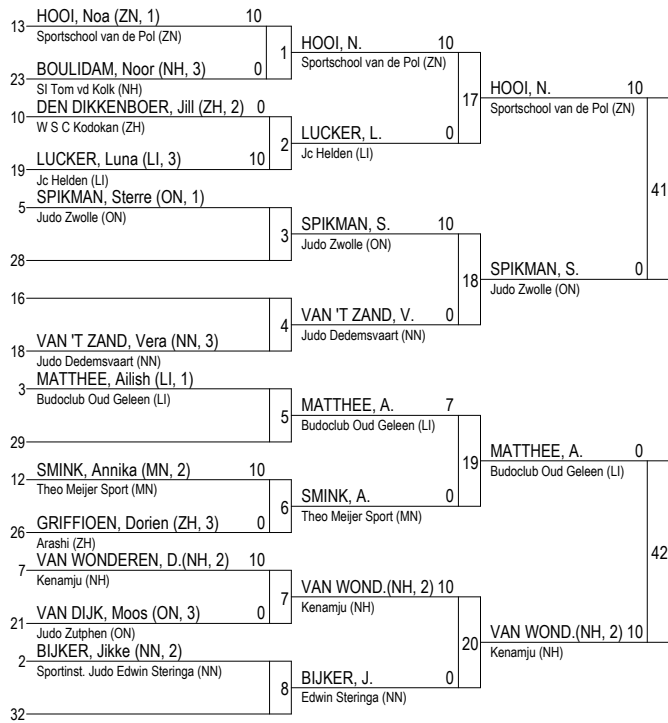 13 HOOI, Noa (ZN, 1) 10
Sportschool van de Pol (ZN)
1
23 BOULIDAM, Noor (NH, 3) 0
Sl Tom vd Kolk (NH)
10 DEN DIKKENBOER, Jill (ZH, 2) 0
W S C Kodokan (ZH)
2
19 LUCKER, Luna (LI, 3) 10
Jc Helden (LI)
5 SPIKMAN, Sterre (ON, 1)
Judo Zwolle (ON)
3
28
16
4
18 VAN 'T ZAND, Vera (NN, 3)
Judo Dedemsvaart (NN)
3 MATTHEE, Ailish (LI, 1)
Budoclub Oud Geleen (LI)
5
29
12 SMINK, Annika (MN, 2) 10
Theo Meijer Sport (MN)
6
26 GRIFFIOEN, Dorien (ZH, 3) 0
Arashi (ZH)
7 VAN WONDEREN, D.(NH, 2) 10
Kenamju (NH)
7
21 VAN DIJK, Moos (ON, 3) 0
Judo Zutphen (ON)
2 BIJKER, Jikke (NN, 2)
Sportinst. Judo Edwin Steringa (NN)
8
32
HOOI, N. 10
Sportschool van de Pol (ZN)
17
LUCKER, L. 0
Jc Helden (LI)
SPIKMAN, S. 10
Judo Zwolle (ON)
18
VAN 'T ZAND, V. 0
Judo Dedemsvaart (NN)
MATTHEE, A. 7
Budoclub Oud Geleen (LI)
19
SMINK, A. 0
Theo Meijer Sport (MN)
VAN WOND.(NH, 2) 10
Kenamju (NH)
20
BIJKER, J. 0
Edwin Steringa (NN)
HOOI, N. 10
Sportschool van de Pol (ZN)
41
SPIKMAN, S. 0
Judo Zwolle (ON)
MATTHEE, A. 0
Budoclub Oud Geleen (LI)
42
VAN WOND.(NH, 2) 10
Kenamju (NH)